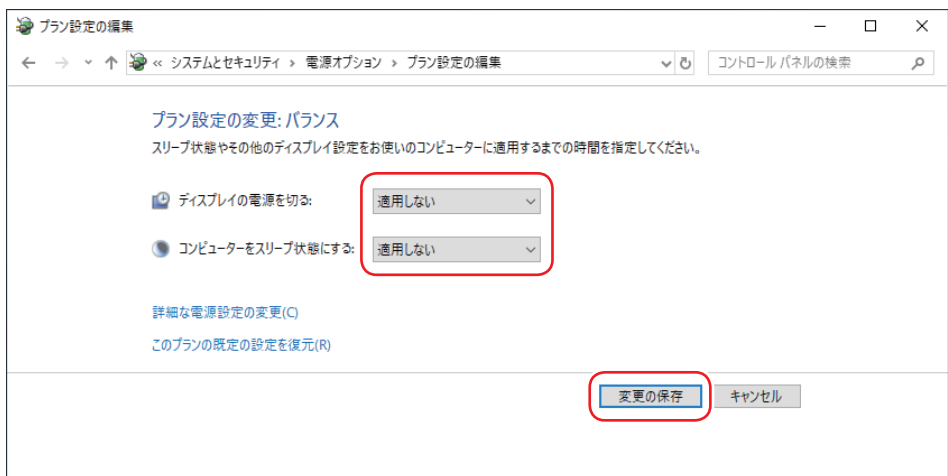 プラン設定の編集
« システムとセキュリティ › 電源オプション › プラン設定の編集
コントロール パネルの検索
プラン設定の変更: バランス
スリープ状態やその他のディスプレイ設定をお使いのコンピューターに適用するまでの時間を指定してください。
ディスプレイの電源を切る: 適用しない
コンピューターをスリープ状態にする: 適用しない
詳細な電源設定の変更(C)
このプランの既定の設定を復元(R)
変更の保存 キャンセル